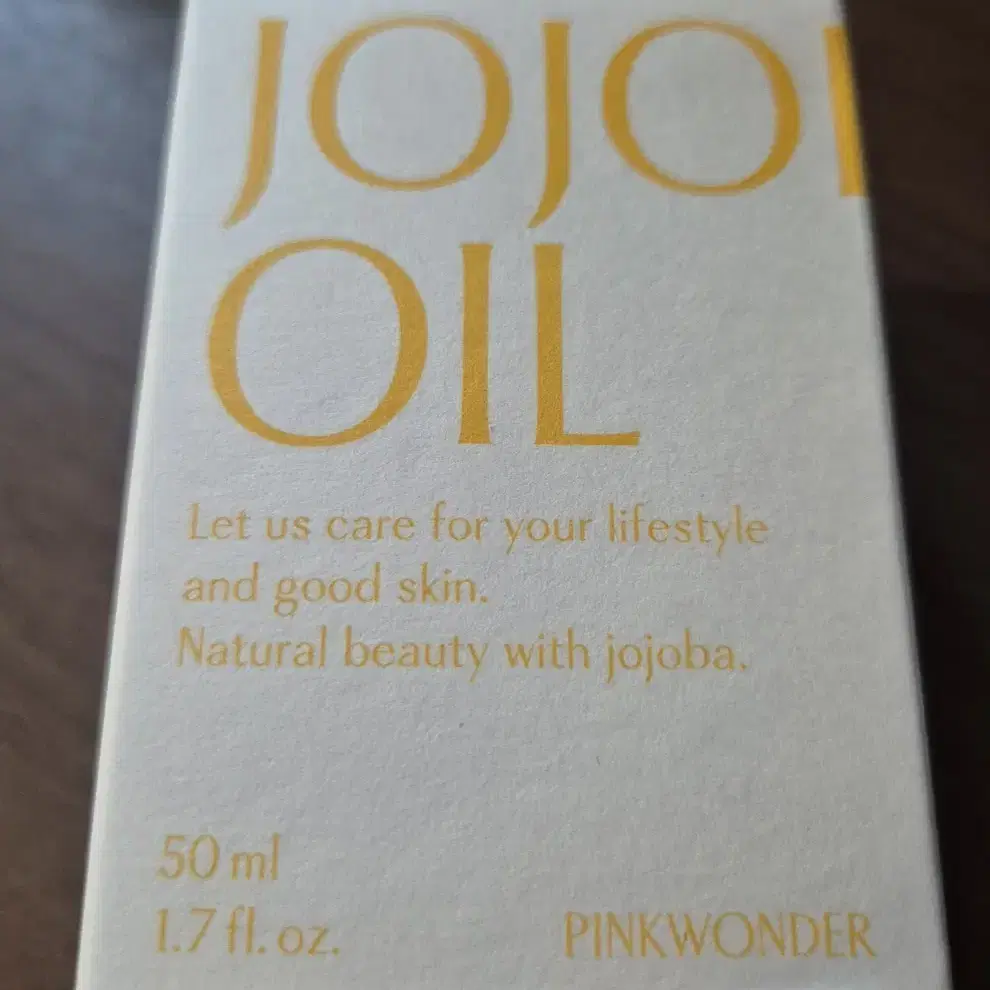 JOJO
OIL
Let us care for your lifestyle
and good skin.
Natural beauty with jojoba.
50 ml
1.7 fl. oz.
PINKWONDER